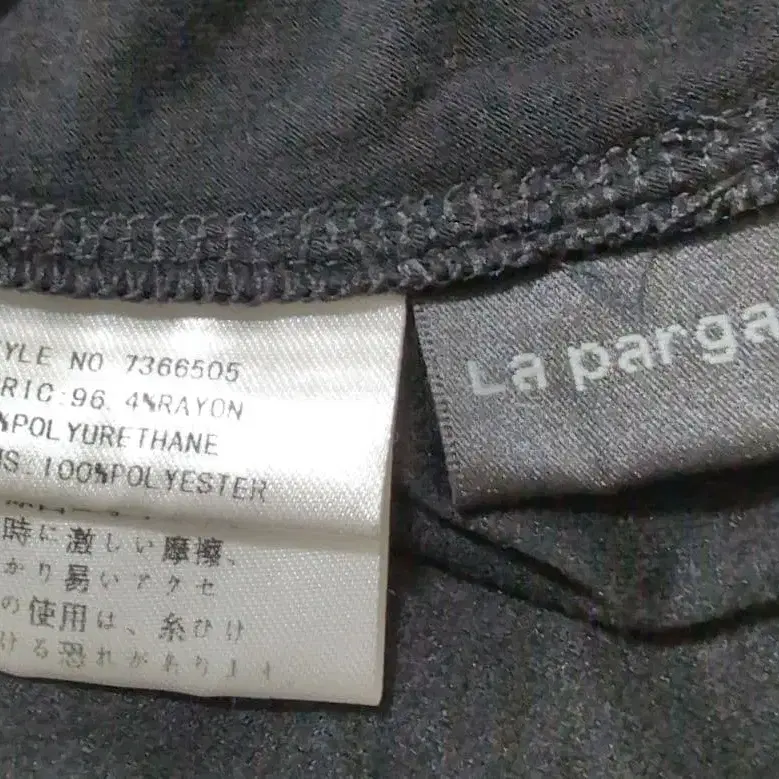 YLE NO 7366505
RIC:96.4%RAYON
%POLYURETHANE
US:100%POLYESTER
時に激しい摩擦、
かり易いアクセ
の使用は、糸ひけ
ける恐れがあります
La parga